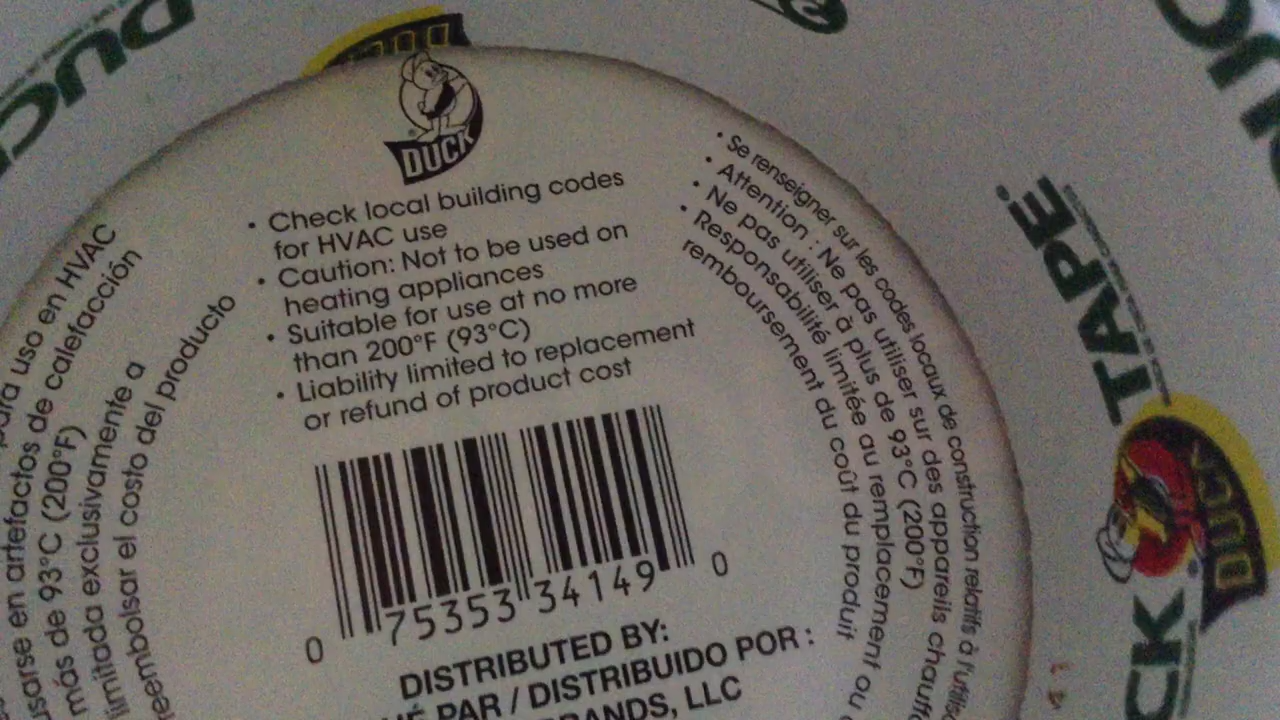 DUCK
• Check local building codes
for HVAC use
• Caution: Not to be used on
heating appliances
• Suitable for use at no more
than 200°F (93°C)
• Liability limited to replacement
or refund of product cost
0 75353 34149 0
DISTRIBUTED BY:
PAR / DISTRIBUIDO POR :
LLC
• Se renseigner sur les codes locaux de construction relatifs à
• Attention : Ne pas utiliser sur des appareils
• Ne pas utiliser à plus de 93°C (200°F)
• Responsabilité limitée au remplacement ou
remboursement du coût du produit
para uso en HVAC
usarse en artefactos de calefacción
más de 93°C (200°F)
limitada exclusivamente a
reembolsar el costo del producto
TAPE
DUCK